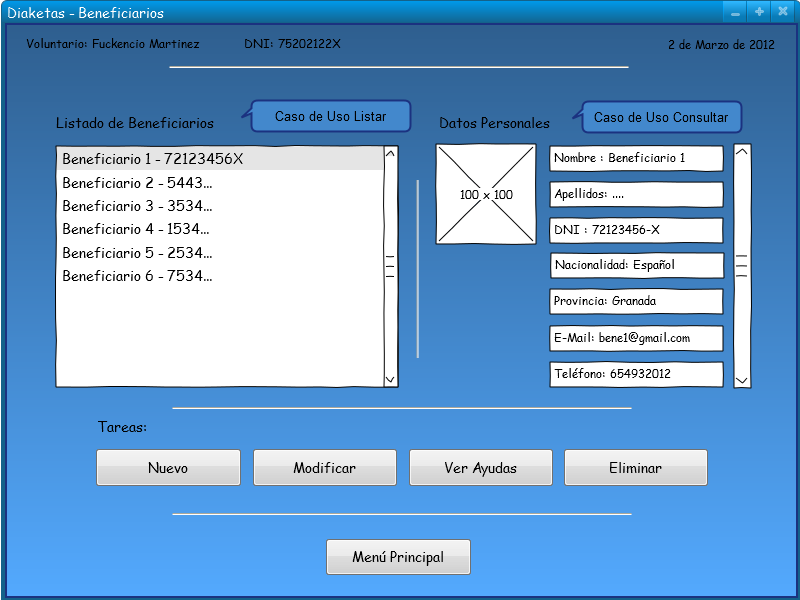 Diaketas - Beneficiarios
Voluntario: Fuckencio Martinez DNI: 75202122X 2 de Marzo de 2012
Listado de Beneficiarios
Caso de Uso Listar
Beneficiario 1 - 72123456X
Beneficiario 2 - 5443...
Beneficiario 3 - 3534...
Beneficiario 4 - 1534...
Beneficiario 5 - 2534...
Beneficiario 6 - 7534...
Datos Personales
Caso de Uso Consultar
100 x 100
Nombre : Beneficiario 1
Apellidos: ....
DNI : 72123456-X
Nacionalidad: Español
Provincia: Granada
E-Mail: bene1@gmail.com
Teléfono: 654932012
Tareas:
Nuevo Modificar Ver Ayudas Eliminar
Menú Principal